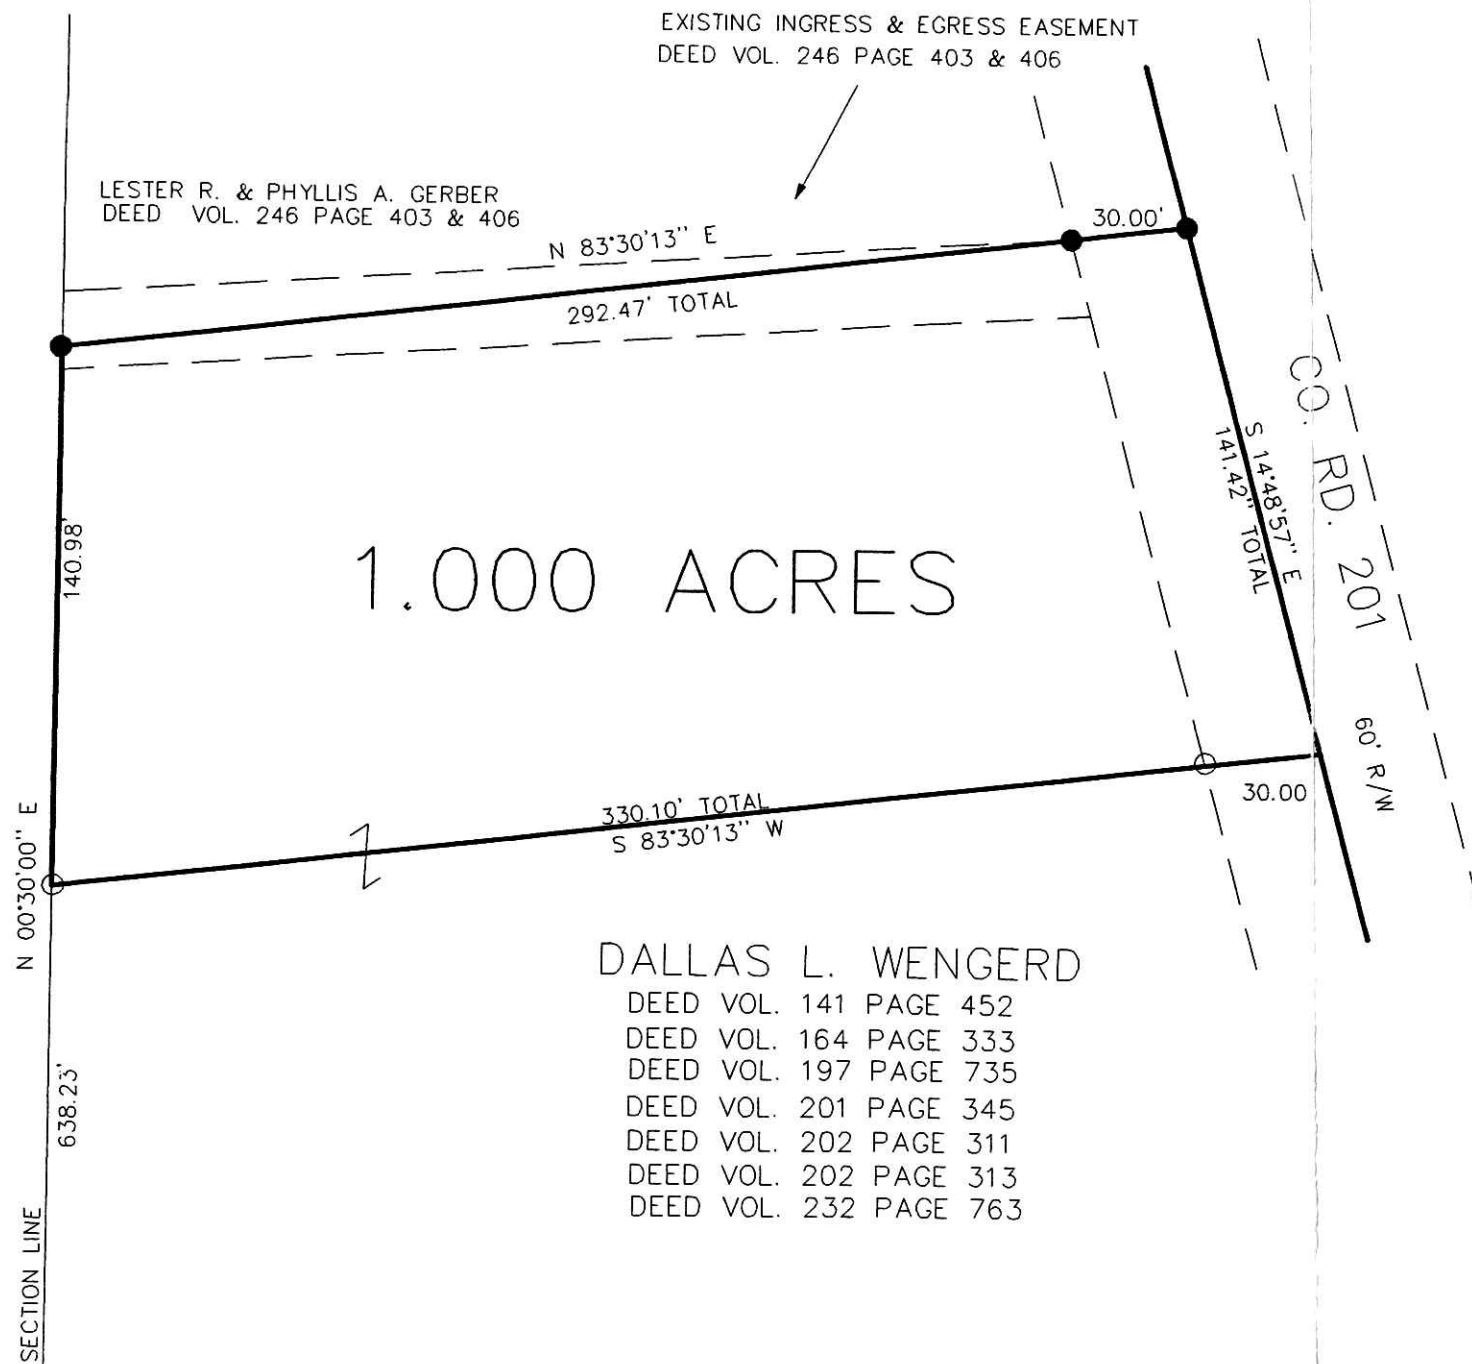 EXISTING INGRESS & EGRESS EASEMENT
DEED VOL. 246 PAGE 403 & 406
LESTER R. & PHYLLIS A. GERBER
DEED VOL. 246 PAGE 403 & 406
N 83°30'13" E
30.00'
292.47' TOTAL
CO. RD. 201
S 14°48'57" E
141.42" TOTAL
140.98'
1.000 ACRES
60' R/W
330.10' TOTAL
S 83°30'13" W
30.00
N 00°30'00" E
DALLAS L. WENGERD
DEED VOL. 141 PAGE 452
DEED VOL. 164 PAGE 333
DEED VOL. 197 PAGE 735
DEED VOL. 201 PAGE 345
DEED VOL. 202 PAGE 311
DEED VOL. 202 PAGE 313
DEED VOL. 232 PAGE 763
638.23'
SECTION LINE